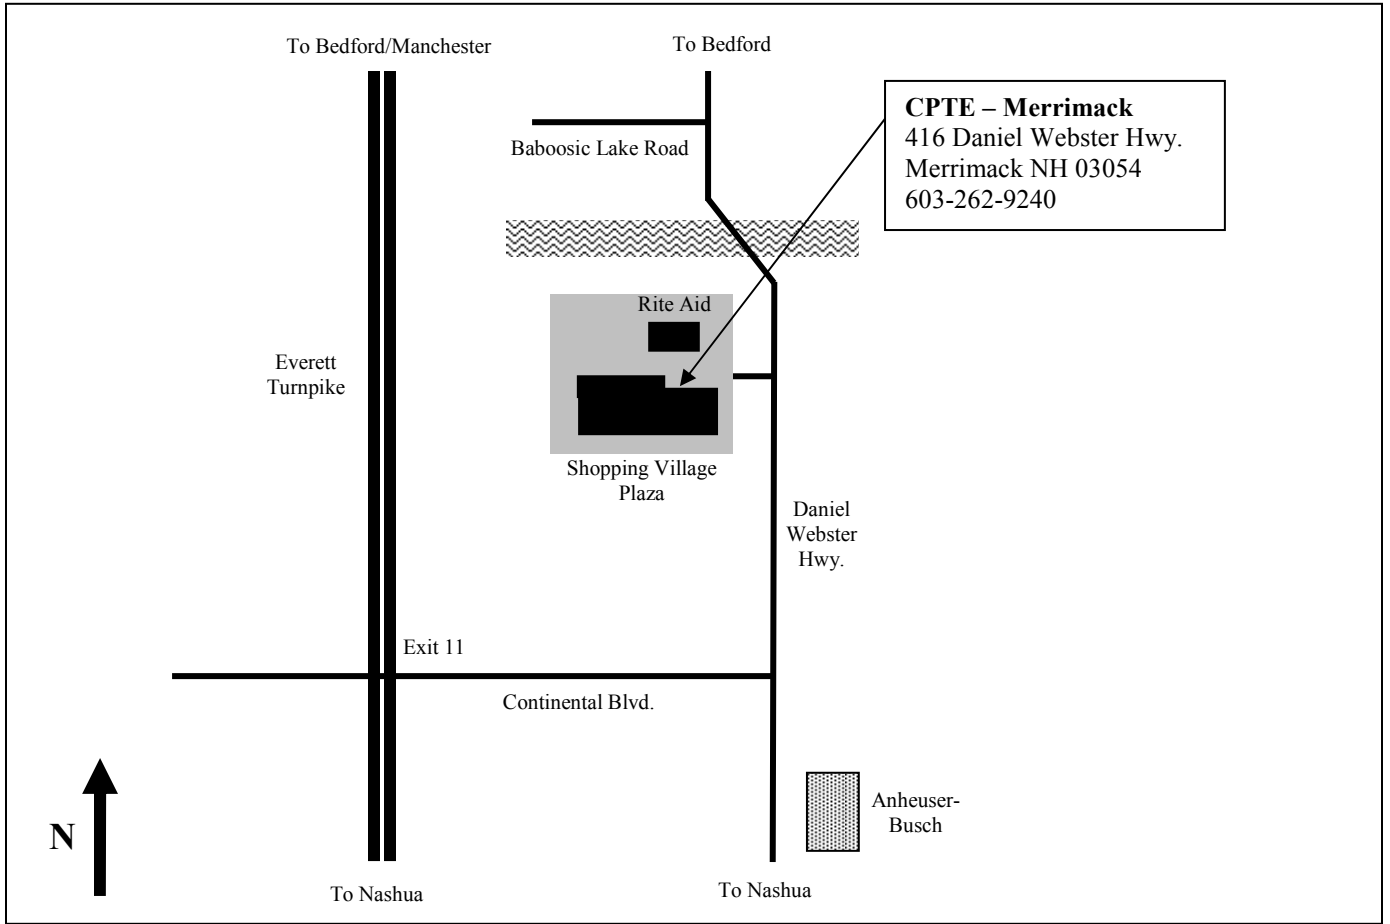 To Bedford/Manchester
To Bedford
CPTE – Merrimack
416 Daniel Webster Hwy.
Merrimack NH 03054
603-262-9240
Baboosic Lake Road
Rite Aid
Everett
Turnpike
Shopping Village
Plaza
Daniel
Webster
Hwy.
Exit 11
Continental Blvd.
Anheuser-
Busch
N
To Nashua
To Nashua